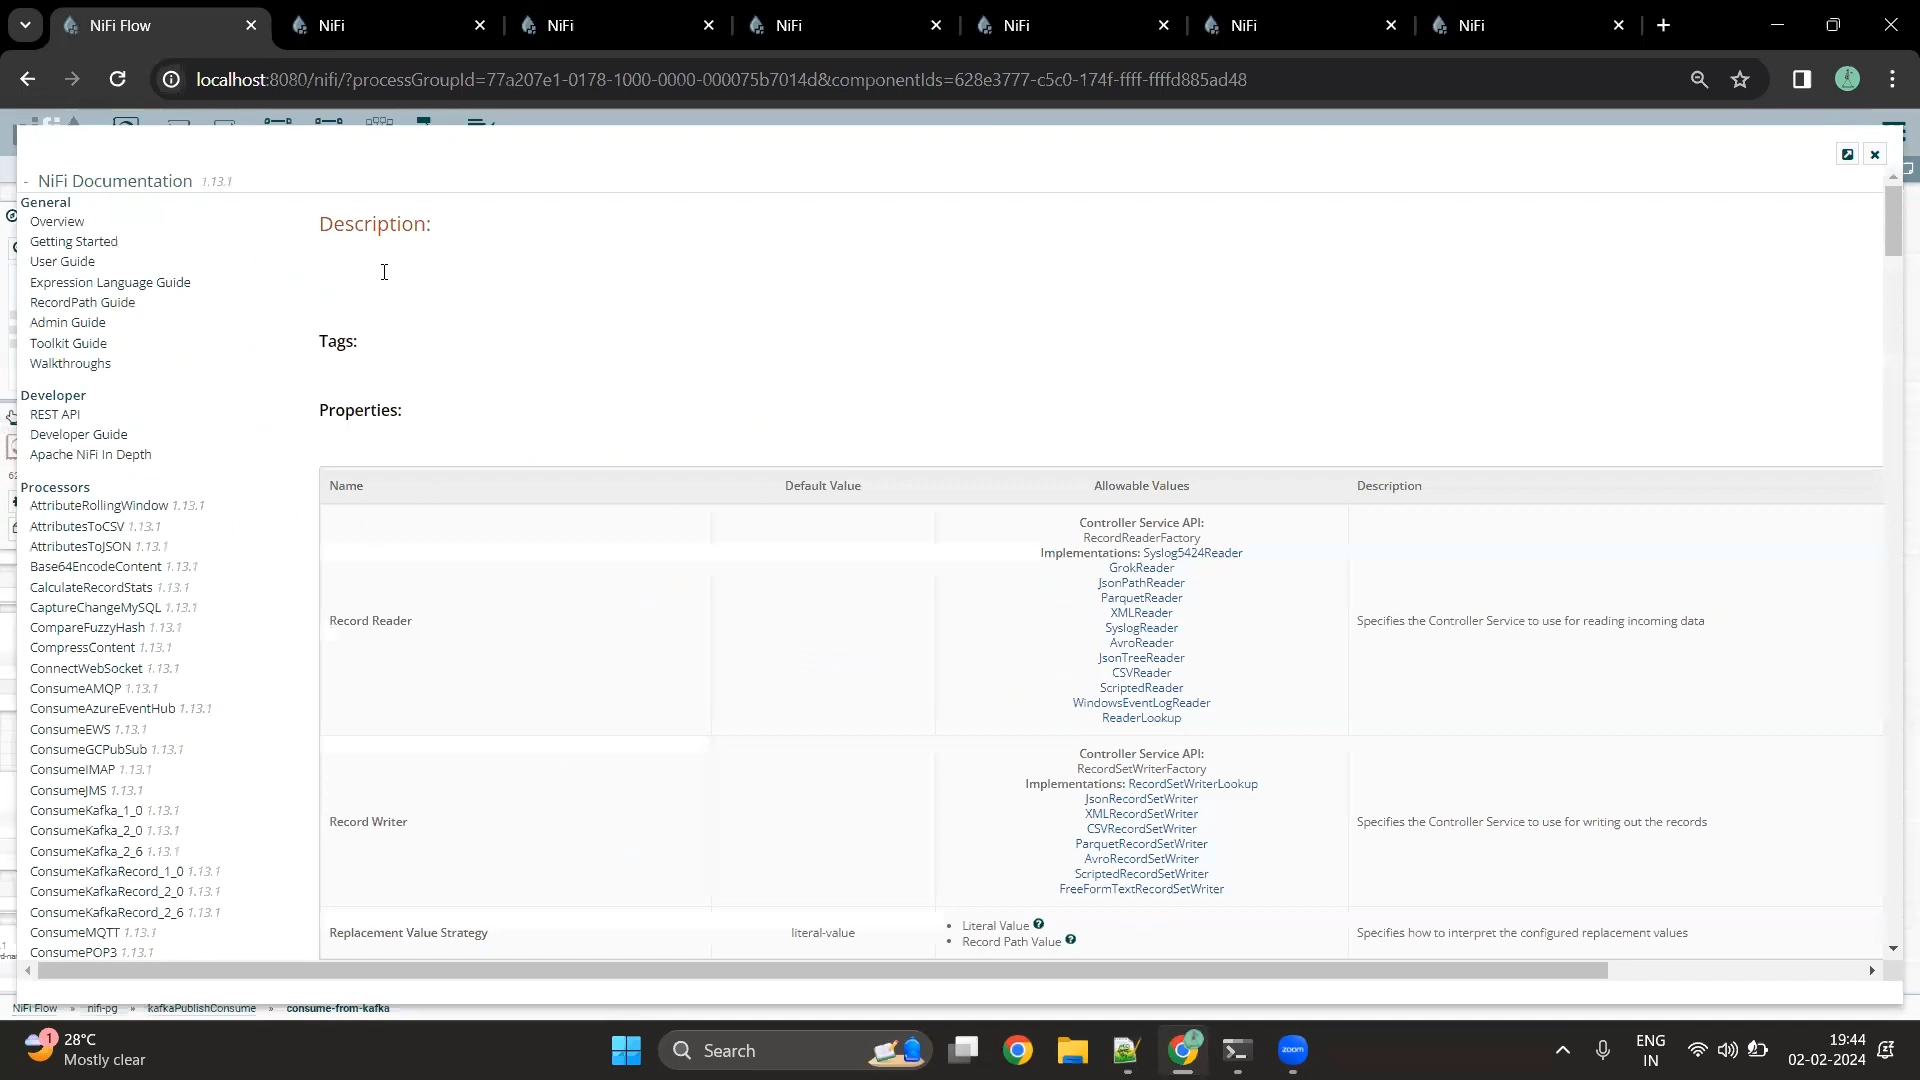 NiFi Flow
NiFi
NiFi
NiFi
NiFi
NiFi
NiFi
localhost:8080/nifi/?processGroupId=77a207e1-0178-1000-0000-000075b7014d&componentIds=628e3777-c5c0-174f-ffff-ffffd885ad48
- NiFi Documentation 1.13.1
General
Overview
Getting Started
User Guide
Expression Language Guide
RecordPath Guide
Admin Guide
Toolkit Guide
Walkthroughs
Developer
REST API
Developer Guide
Apache NiFi In Depth
Processors
AttributeRollingWindow 1.13.1
AttributesToCSV 1.13.1
AttributesToJSON 1.13.1
Base64EncodeContent 1.13.1
CalculateRecordStats 1.13.1
CaptureChangeMySQL 1.13.1
CompareFuzzyHash 1.13.1
CompressContent 1.13.1
ConnectWebSocket 1.13.1
ConsumeAMQP 1.13.1
ConsumeAzureEventHub 1.13.1
ConsumeEWS 1.13.1
ConsumeGCPubSub 1.13.1
ConsumeIMAP 1.13.1
ConsumeJMS 1.13.1
ConsumeKafka_1_0 1.13.1
ConsumeKafka_2_0 1.13.1
ConsumeKafka_2_6 1.13.1
ConsumeKafkaRecord_1_0 1.13.1
ConsumeKafkaRecord_2_0 1.13.1
ConsumeKafkaRecord_2_6 1.13.1
ConsumeMQTT 1.13.1
ConsumePOP3 1.13.1
Description:
Tags:
Properties:
Name Default Value Allowable Values Description
Controller Service API:
RecordReaderFactory
Implementations: Syslog5424Reader
GrokReader
JsonPathReader
ParquetReader
XMLReader
Record Reader Specifies the Controller Service to use for reading incoming data
SyslogReader
AvroReader
JsonTreeReader
CSVReader
ScriptedReader
WindowsEventLogReader
ReaderLookup
Controller Service API:
RecordSetWriterFactory
Implementations: RecordSetWriterLookup
JsonRecordSetWriter
XMLRecordSetWriter
Record Writer Specifies the Controller Service to use for writing out the records
CSVRecordSetWriter
ParquetRecordSetWriter
AvroRecordSetWriter
ScriptedRecordSetWriter
FreeFormTextRecordSetWriter
Replacement Value Strategy literal-value Specifies how to interpret the configured replacement values
• Literal Value
• Record Path Value
NiFi Flow » nifi-pg » kafkaPublishConsume » consume-from-kafka
1
28°C
Mostly clear
Search
zoom
ENG
IN
19:44
02-02-2024